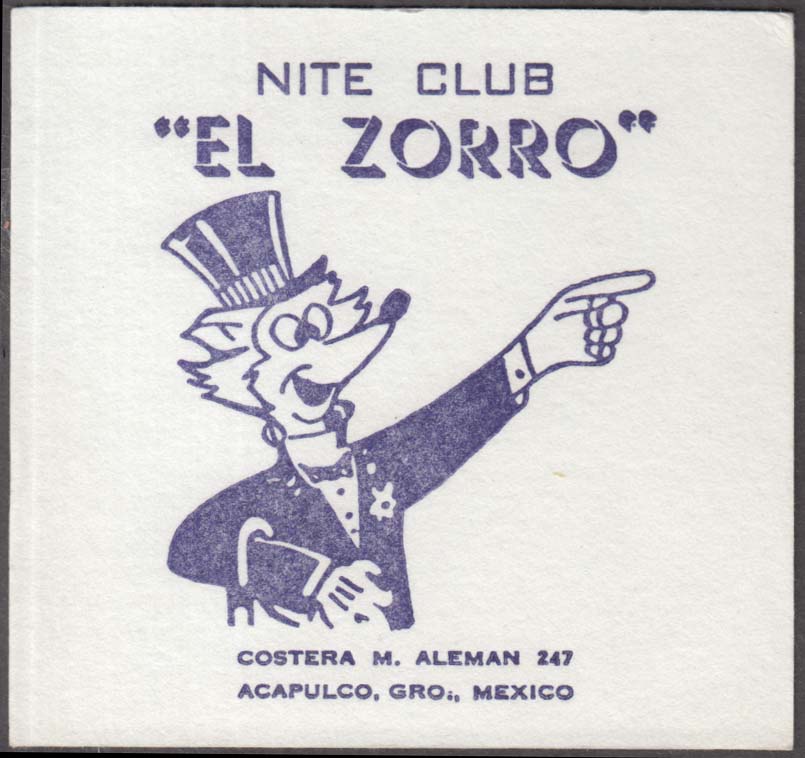 NITE CLUB
"EL ZORRO"
COSTERA M. ALEMAN 247
ACAPULCO, GRO., MEXICO